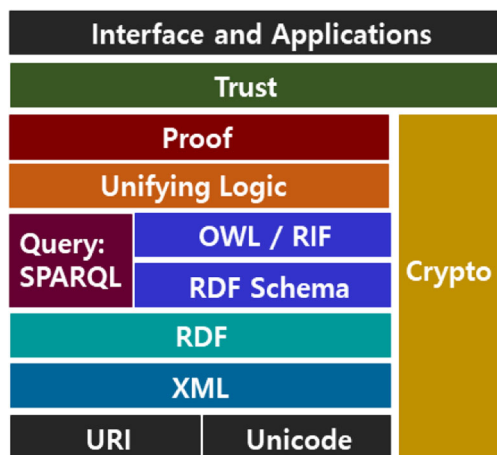 Interface and Applications
Trust
Proof
Unifying Logic
Query:
SPARQL
OWL / RIF
RDF Schema
Crypto
RDF
XML
URI
Unicode